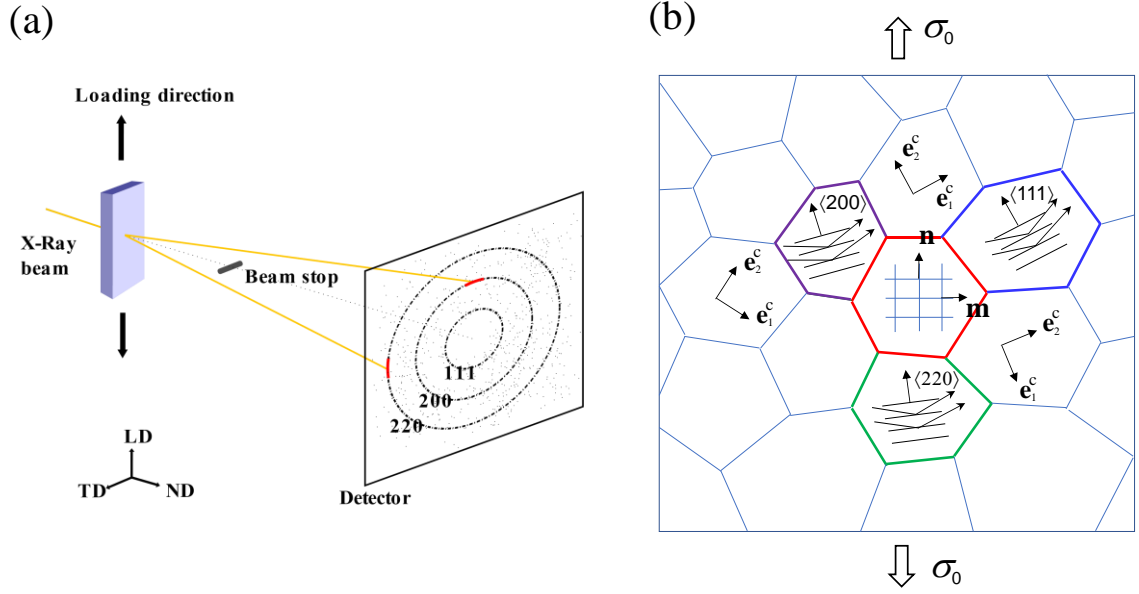 (a)
Loading direction
X-Ray
beam
Beam stop
111
200
220
LD
TD
ND
Detector
(b)
σ₀
e₂ᶜ
e₁ᶜ
⟨200⟩
⟨111⟩
n
e₂ᶜ
e₁ᶜ
m
e₂ᶜ
e₁ᶜ
⟨220⟩
σ₀